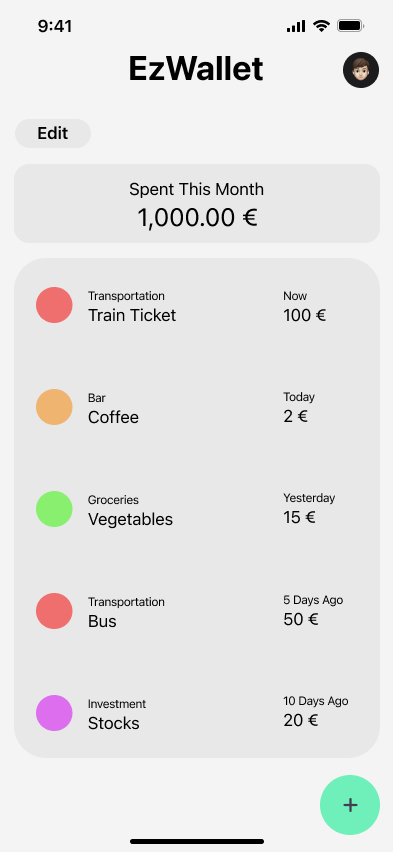 9:41
EzWallet
Edit
Spent This Month
1,000.00 €
Transportation
Train Ticket
Now
100 €
Bar
Coffee
Today
2 €
Groceries
Vegetables
Yesterday
15 €
Transportation
Bus
5 Days Ago
50 €
Investment
Stocks
10 Days Ago
20 €
+